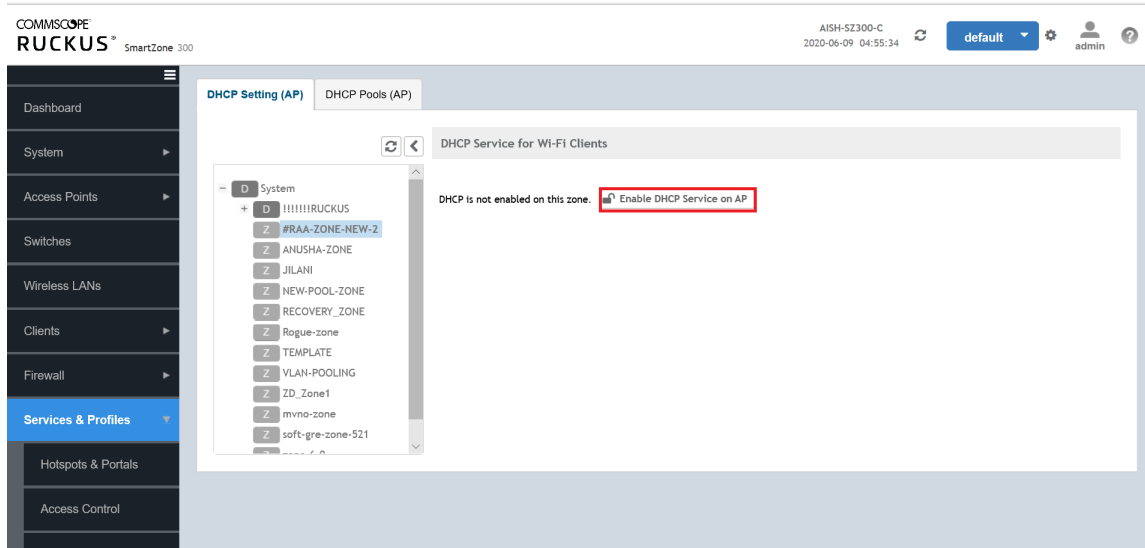 COMMSCOPE
RUCKUS® SmartZone 300
AISH-SZ300-C
2020-06-09 04:55:34
default
admin
Dashboard
System
Access Points
Switches
Wireless LANs
Clients
Firewall
Services & Profiles
Hotspots & Portals
Access Control
DHCP Setting (AP)
DHCP Pools (AP)
D System
D !!!!!!!RUCKUS
Z #RAA-ZONE-NEW-2
Z ANUSHA-ZONE
Z JILANI
Z NEW-POOL-ZONE
Z RECOVERY_ZONE
Z Rogue-zone
Z TEMPLATE
Z VLAN-POOLING
Z ZD_Zone1
Z mvno-zone
Z soft-gre-zone-521
DHCP Service for Wi-Fi Clients
DHCP is not enabled on this zone. Enable DHCP Service on AP